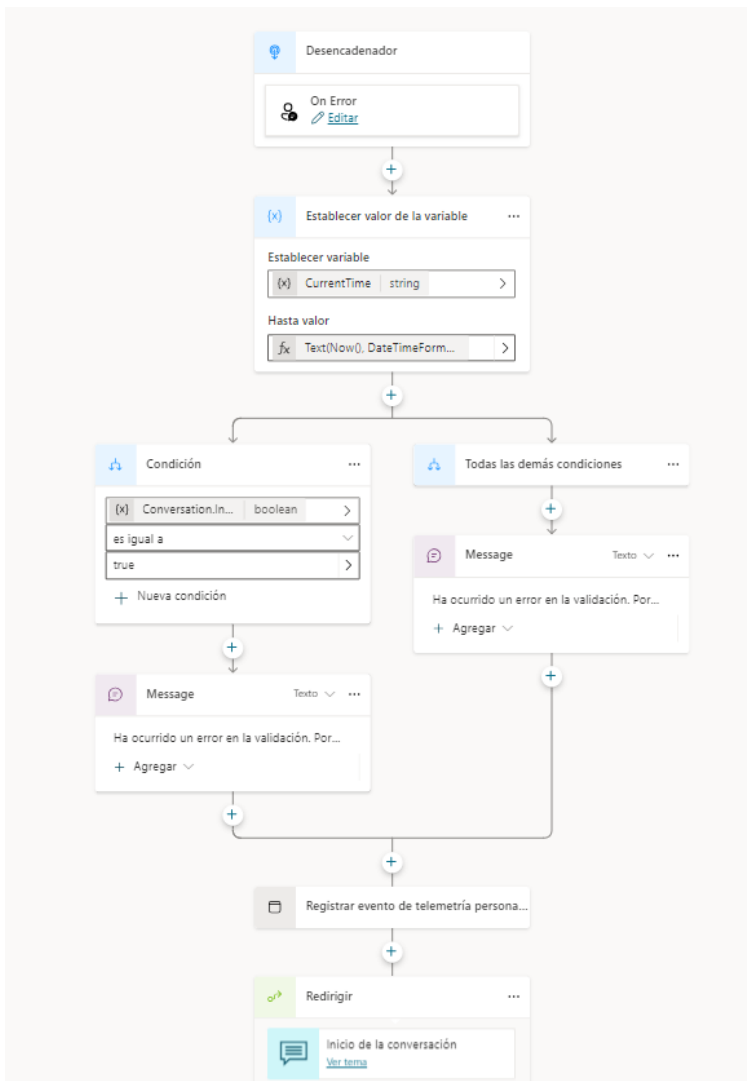 Desencadenador
On Error
Editar
{x} Establecer valor de la variable ...
Establecer variable
{x} CurrentTime string
Hasta valor
fx Text(Now(), DateTimeForm...
Condición ...
{x} Conversation.In... boolean
es igual a
true
+ Nueva condición
Message Texto ...
Ha ocurrido un error en la validación. Por...
+ Agregar
Todas las demás condiciones ...
Message Texto ...
Ha ocurrido un error en la validación. Por...
+ Agregar
Registrar evento de telemetría persona...
Redirigir ...
Inicio de la conversación
Ver tema